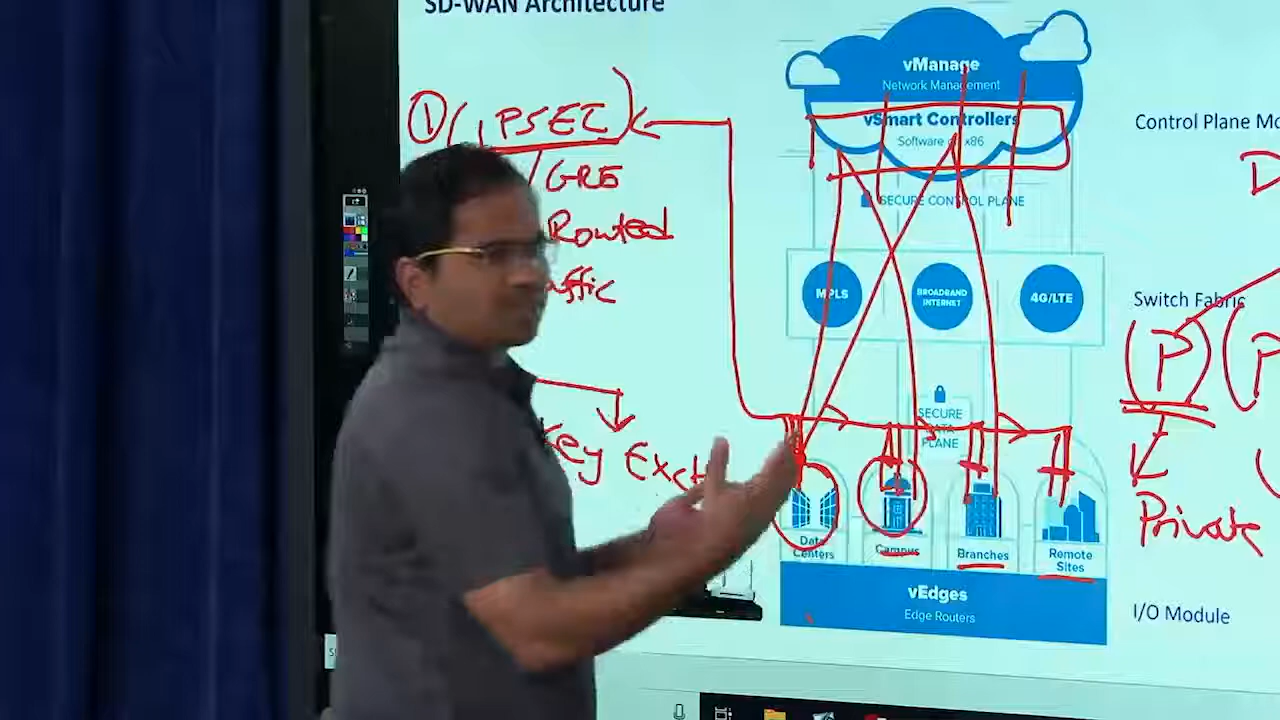 SD-WAN Architecture
① (IPSEC)
/GRE
Routed
affic
Key Exch
vManage
Network Management
vSmart Controllers
Software on x86
SECURE CONTROL PLANE
MPLS
BROADBAND
INTERNET
4G/LTE
SECURE
DATA
PLANE
Data
Centers
Campus
Branches
Remote
Sites
vEdges
Edge Routers
Control Plane Mo
D
Switch Fabric
(P) (P
Private
I/O Module